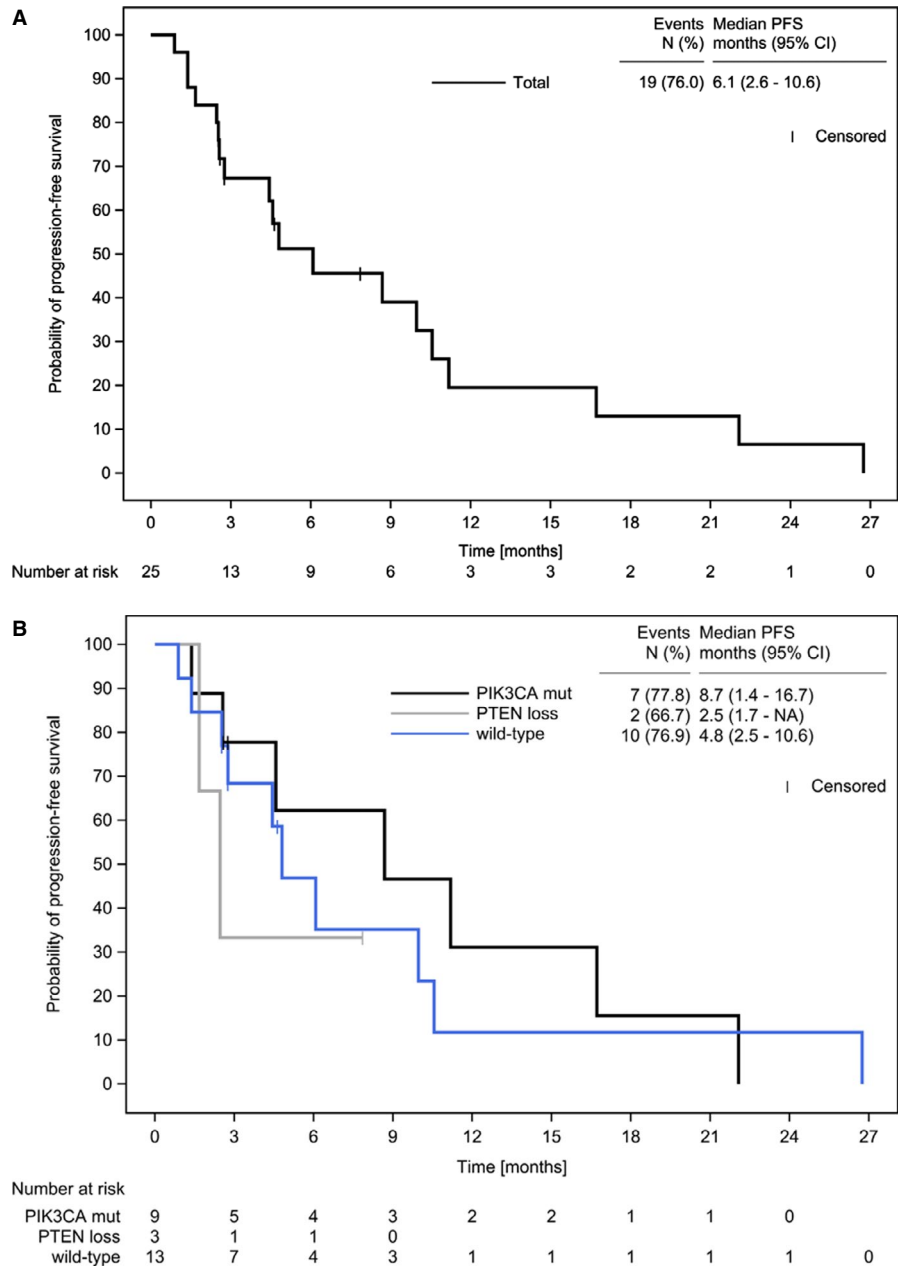 A
Events Median PFS
N (%) months (95% CI)
Total 19 (76.0) 6.1 (2.6 - 10.6)
Censored
Probability of progression-free survival
100
90
80
70
60
50
40
30
20
10
0
0 3 6 9 12 15 18 21 24 27
Time [months]
Number at risk 25 13 9 6 3 3 2 2 1 0
B
Events Median PFS
N (%) months (95% CI)
PIK3CA mut 7 (77.8) 8.7 (1.4 - 16.7)
PTEN loss 2 (66.7) 2.5 (1.7 - NA)
wild-type 10 (76.9) 4.8 (2.5 - 10.6)
Censored
Probability of progression-free survival
100
90
80
70
60
50
40
30
20
10
0
0 3 6 9 12 15 18 21 24 27
Time [months]
Number at risk
PIK3CA mut 9 5 4 3 2 2 1 1 0
PTEN loss 3 1 1 0
wild-type 13 7 4 3 1 1 1 1 1 0